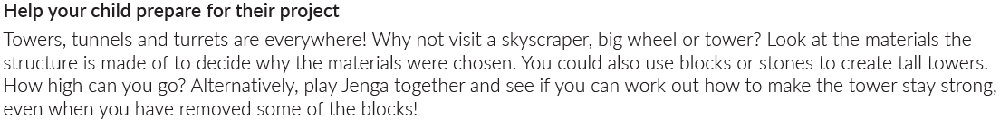 Help your child prepare for their project
Towers, tunnels and turrets are everywhere! Why not visit a skyscraper, big wheel or tower? Look at the materials the
structure is made of to decide why the materials were chosen. You could also use blocks or stones to create tall towers.
How high can you go? Alternatively, play Jenga together and see if you can work out how to make the tower stay strong,
even when you have removed some of the blocks!